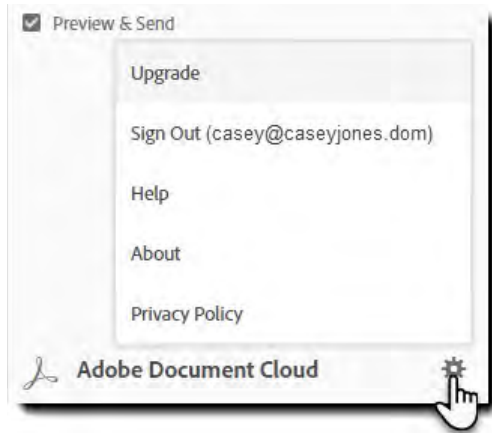 Preview & Send
Upgrade
Sign Out (casey@caseyjones.dom)
Help
About
Privacy Policy
Adobe Document Cloud